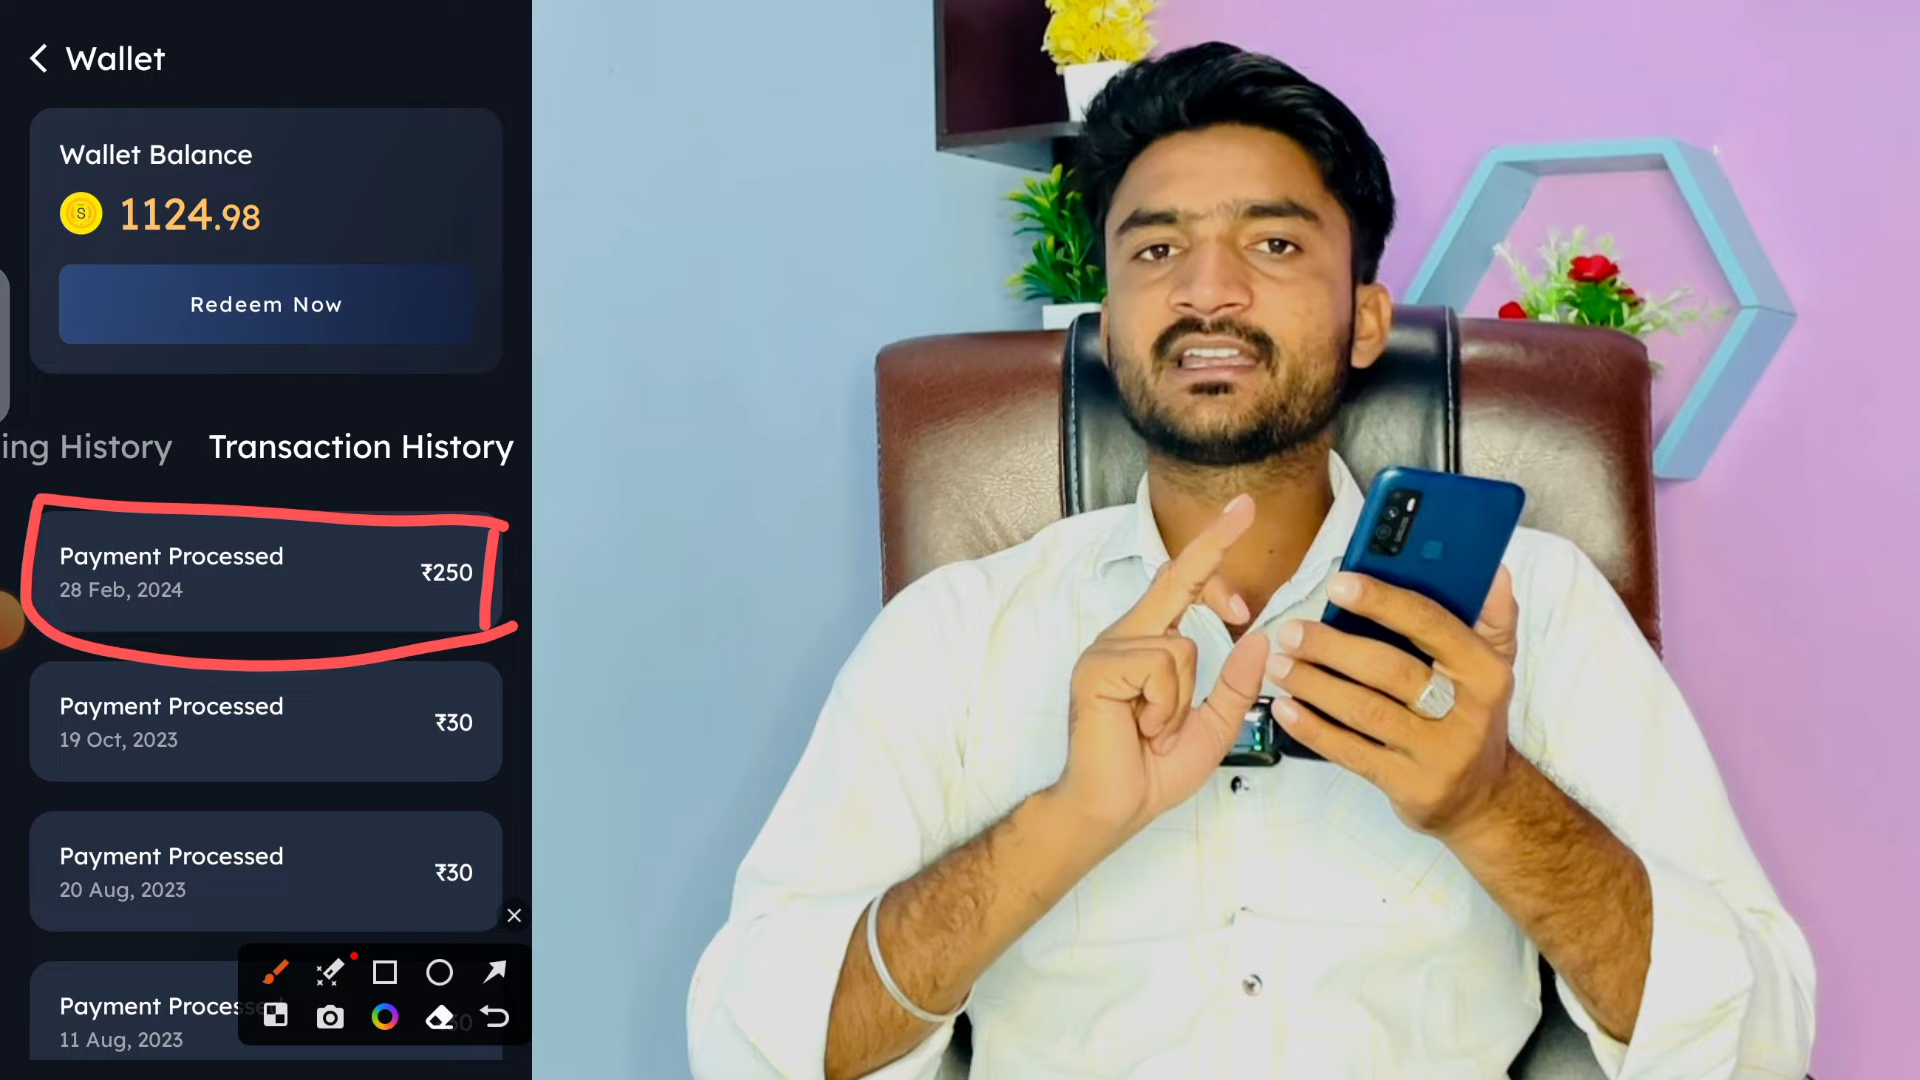 Wallet
Wallet Balance
S 1124.98
Redeem Now
ing History Transaction History
Payment Processed
₹250
28 Feb, 2024
Payment Processed
₹30
19 Oct, 2023
Payment Processed
₹30
20 Aug, 2023
Payment Processe
11 Aug, 2023